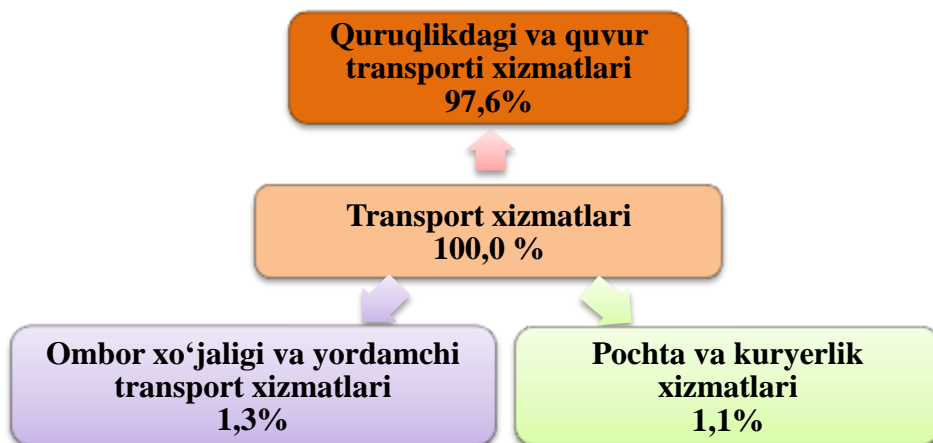 Quruqlikdagi va quvur
transporti xizmatlari
97,6%
Transport xizmatlari
100,0 %
Ombor xo‘jaligi va yordamchi
transport xizmatlari
1,3%
Pochta va kuryerlik
xizmatlari
1,1%